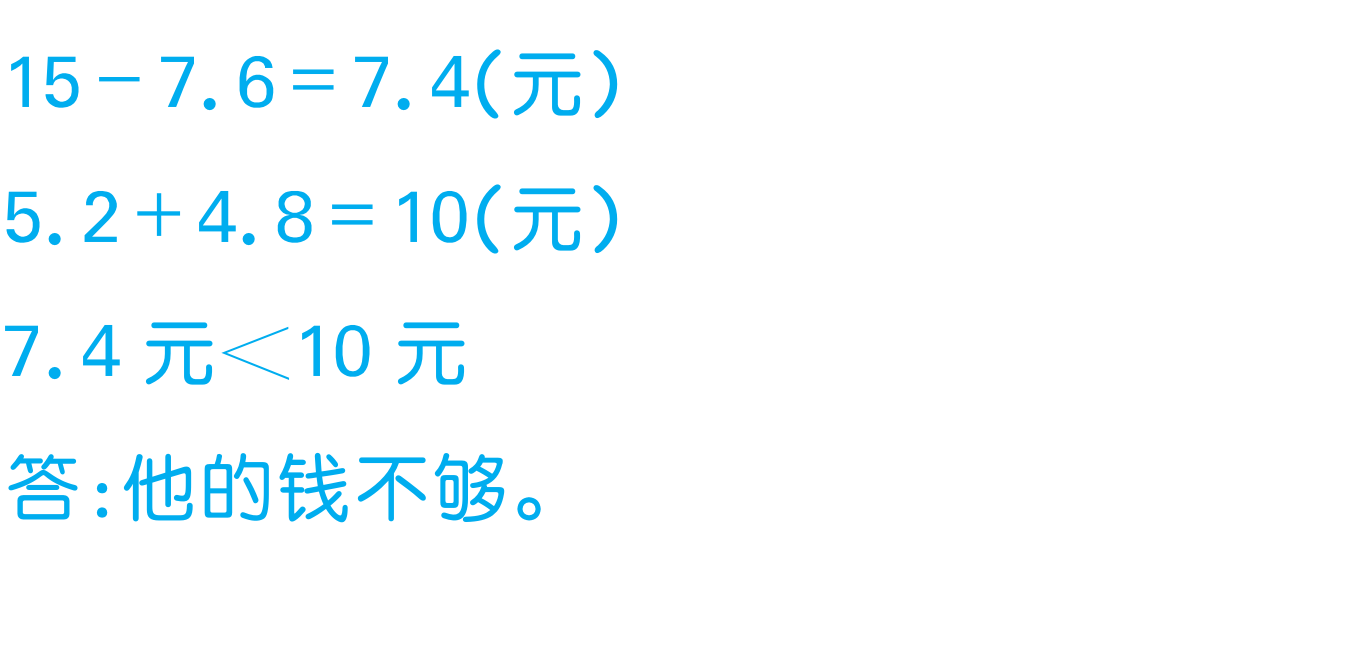 15-7.6=7.4(元)
5.2+4.8=10(元)
7.4 元<10 元
答:他的钱不够。